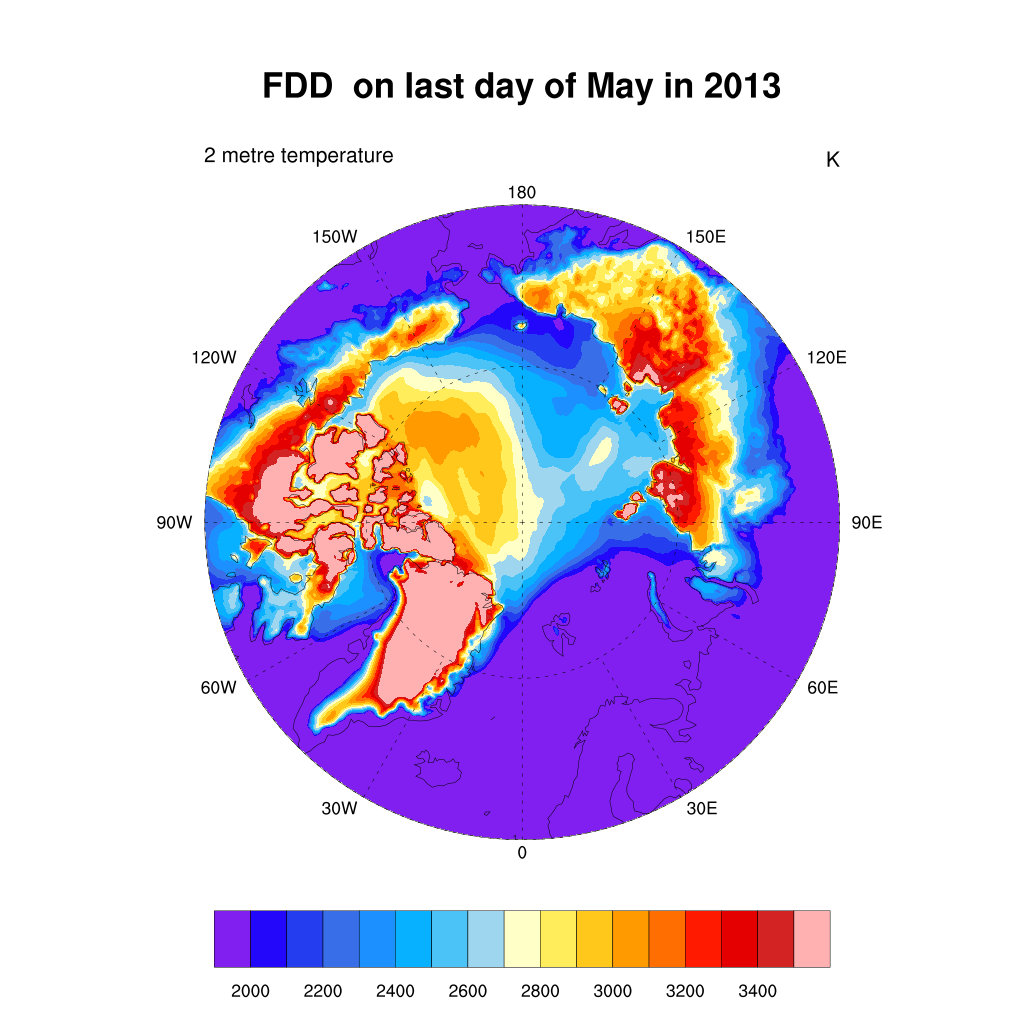 FDD  on last day of May in 2013
2 metre temperature K
180
150W 150E
120W 120E
90W 90E
60W 60E
30W 30E
0
2000 2200 2400 2600 2800 3000 3200 3400